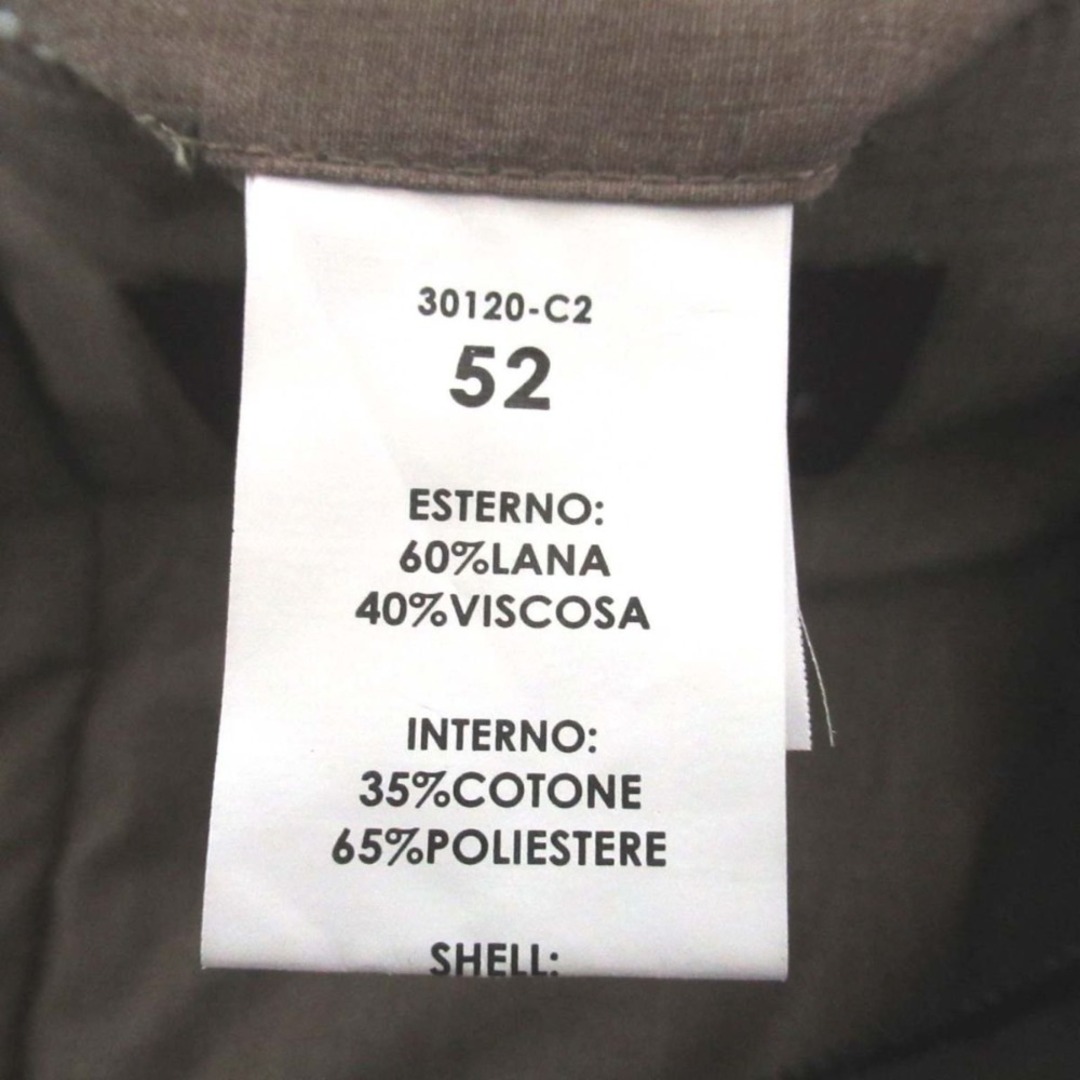 30120-C2
52
ESTERNO:
60%LANA
40%VISCOSA
INTERNO:
35%COTONE
65%POLIESTERE
SHELL: